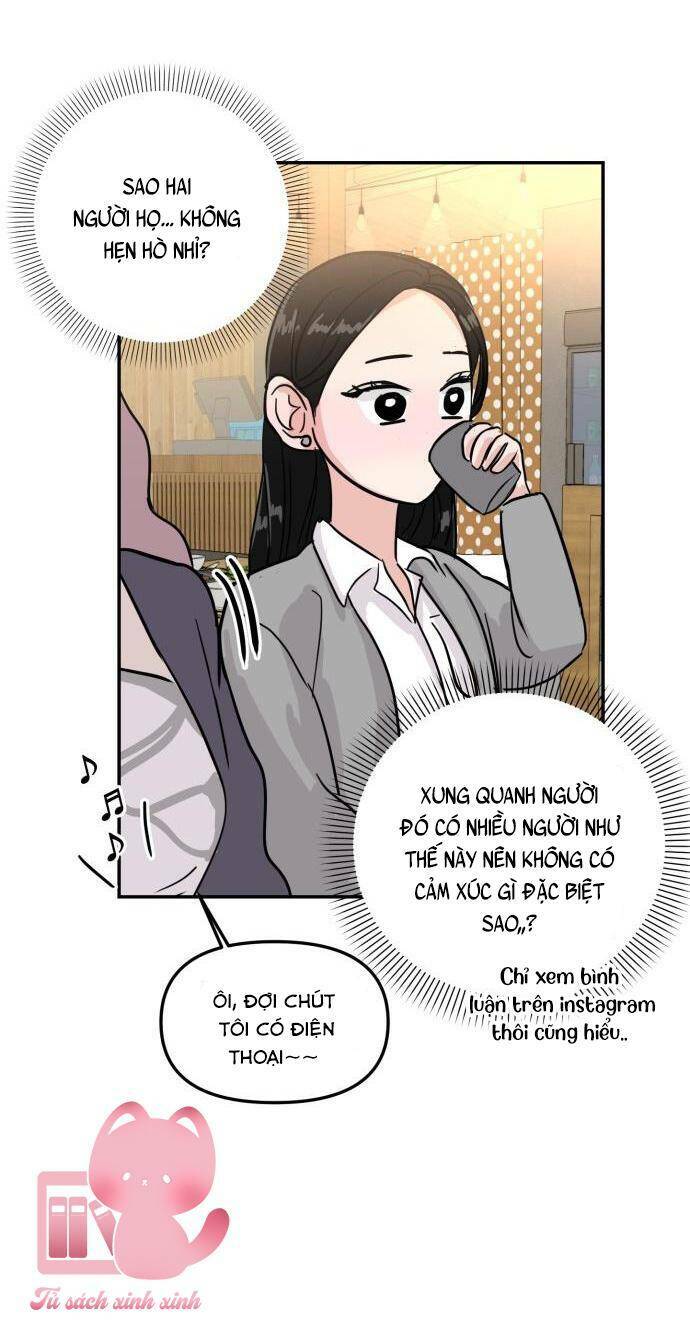 SAO HAI
NGƯỜI HỌ... KHÔNG
HẸN HÒ NHỈ?
XUNG QUANH NGƯỜI
ĐÓ CÓ NHIỀU NGƯỜI NHƯ
THẾ NÀY NÊN KHÔNG CÓ
CẢM XÚC GÌ ĐẶC BIỆT
SAO,,?
Chỉ xem bình
luận trên instagram
thôi cũng hiểu..
ÔI, ĐỢI CHÚT
TÔI CÓ ĐIỆN
THOẠI~~
Tủ sách xinh xinh